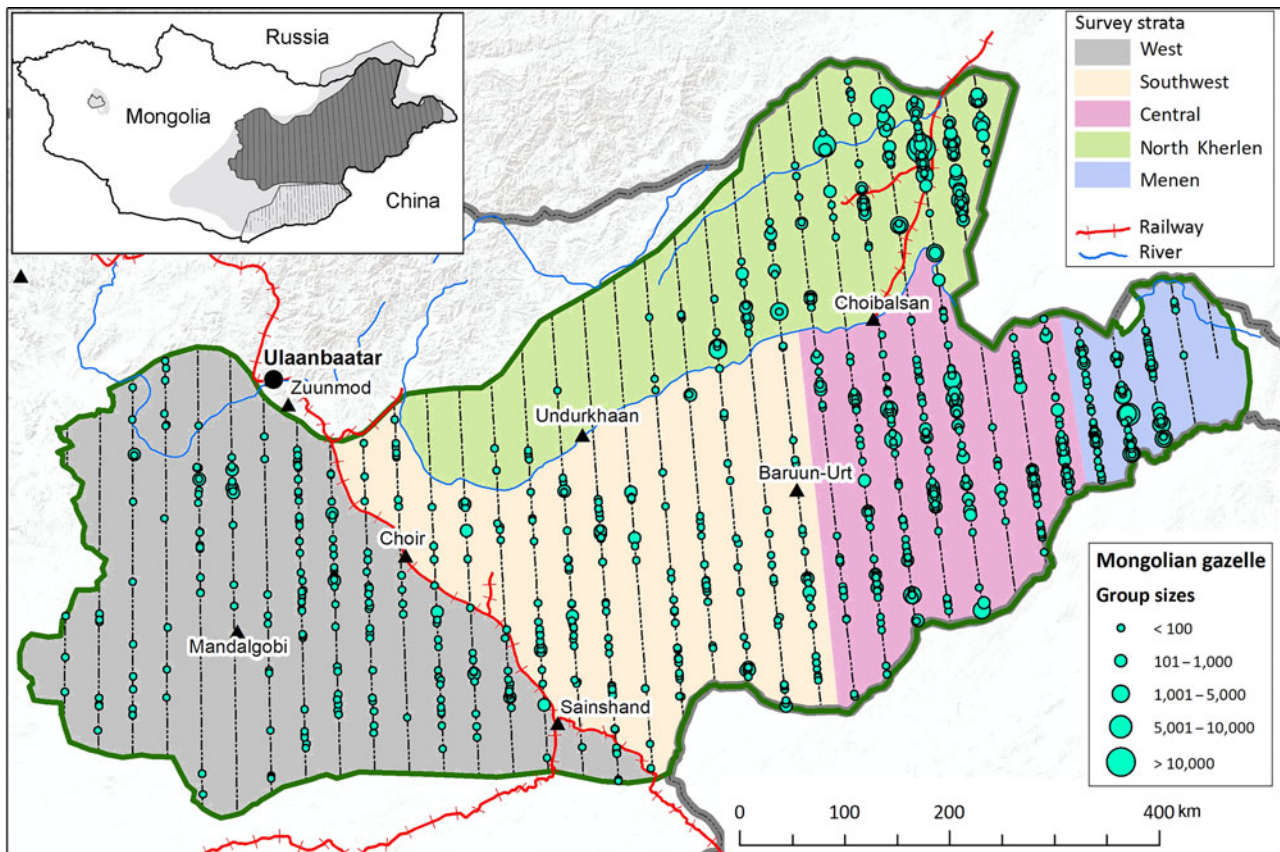 Russia
Mongolia
China
Survey strata
West
Southwest
Central
North Kherlen
Menen
Railway
River
Choibalsan
Ulaanbaatar
Zuunmod
Undurkhaan
Baruun-Urt
Choir
Mandalgobi
Sainshand
Mongolian gazelle
Group sizes
< 100
101 – 1,000
1,001 – 5,000
5,001 – 10,000
> 10,000
0 100 200 400 km